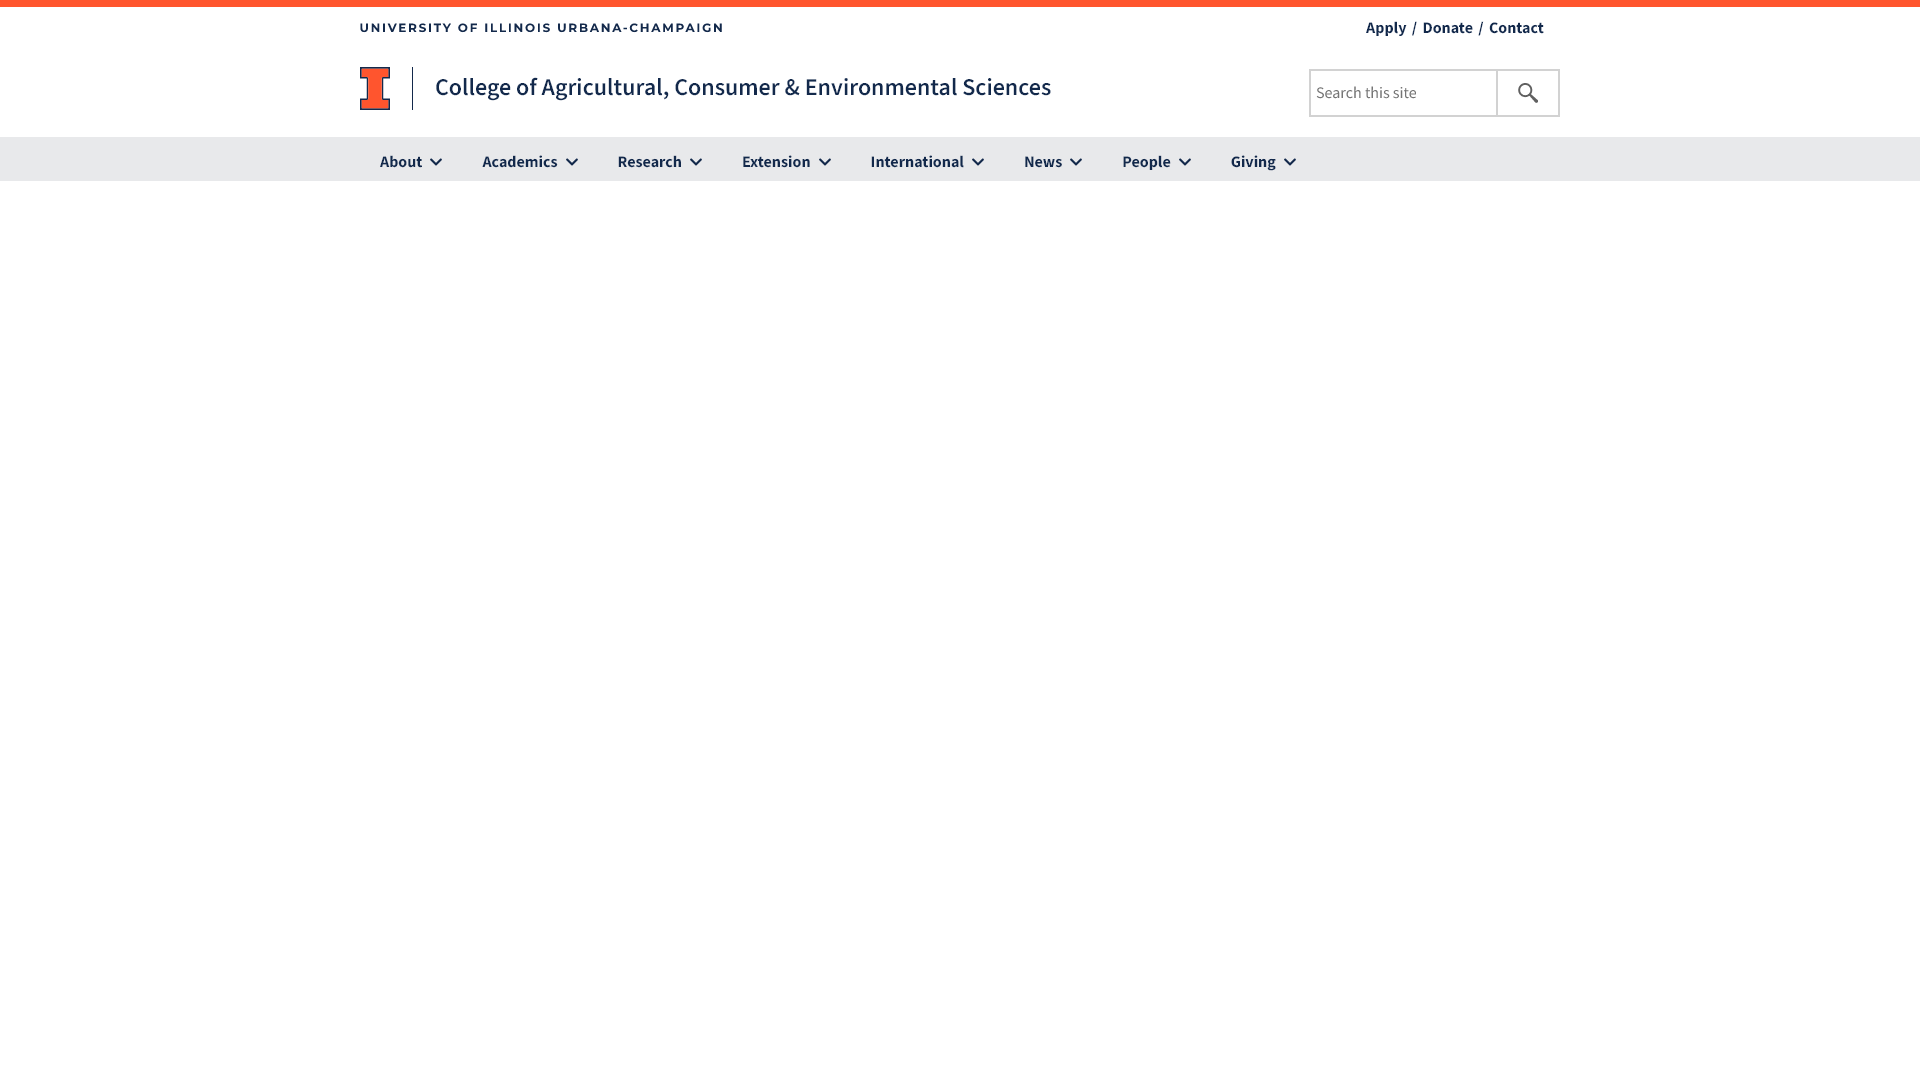 UNIVERSITY OF ILLINOIS URBANA-CHAMPAIGN
Apply / Donate / Contact
College of Agricultural, Consumer & Environmental Sciences
Search this site
About Academics Research Extension International News People Giving